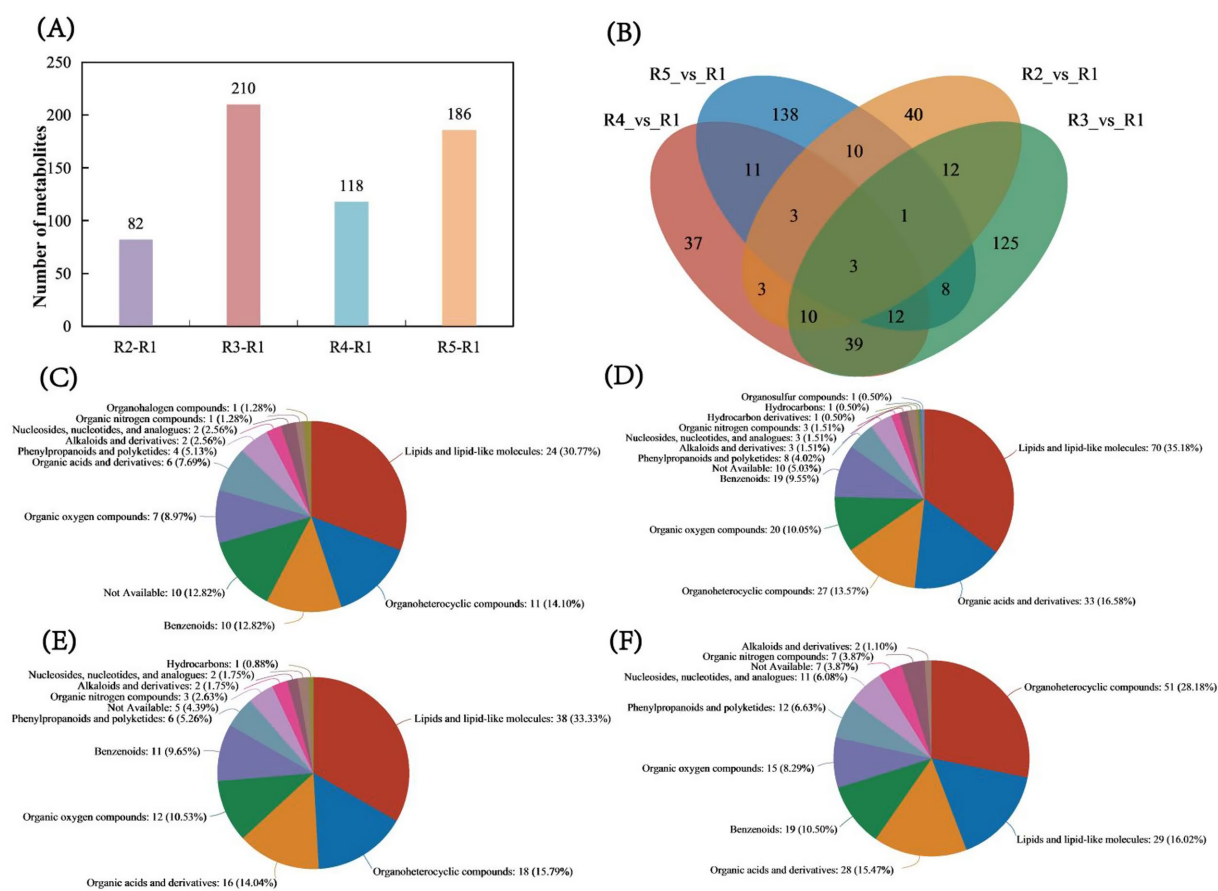 (A)
Number of metabolites
250
200
150
100
50
0
82
210
118
186
R2-R1
R3-R1
R4-R1
R5-R1
(B)
R5_vs_R1
R2_vs_R1
R4_vs_R1
R3_vs_R1
138
40
10
11
12
3
1
37
125
3
3
8
10
12
39
(C)
Organohalogen compounds: 1 (1.28%)
Organic nitrogen compounds: 1 (1.28%)
Nucleosides, nucleotides, and analogues: 2 (2.56%)
Alkaloids and derivatives: 2 (2.56%)
Phenylpropanoids and polyketides: 4 (5.13%)
Organic acids and derivatives: 6 (7.69%)
Lipids and lipid-like molecules: 24 (30.77%)
Organic oxygen compounds: 7 (8.97%)
Not Available: 10 (12.82%)
Organoheterocyclic compounds: 11 (14.10%)
Benzenoids: 10 (12.82%)
(D)
Organosulfur compounds: 1 (0.50%)
Hydrocarbons: 1 (0.50%)
Hydrocarbon derivatives: 1 (0.50%)
Organic nitrogen compounds: 3 (1.51%)
Nucleosides, nucleotides, and analogues: 3 (1.51%)
Alkaloids and derivatives: 3 (1.51%)
Phenylpropanoids and polyketides: 8 (4.02%)
Not Available: 10 (5.03%)
Benzenoids: 19 (9.55%)
Lipids and lipid-like molecules: 70 (35.18%)
Organic oxygen compounds: 20 (10.05%)
Organoheterocyclic compounds: 27 (13.57%)
Organic acids and derivatives: 33 (16.58%)
(E)
Hydrocarbons: 1 (0.88%)
Nucleosides, nucleotides, and analogues: 2 (1.75%)
Alkaloids and derivatives: 2 (1.75%)
Organic nitrogen compounds: 3 (2.63%)
Not Available: 5 (4.39%)
Phenylpropanoids and polyketides: 6 (5.26%)
Lipids and lipid-like molecules: 38 (33.33%)
Benzenoids: 11 (9.65%)
Organic oxygen compounds: 12 (10.53%)
Organoheterocyclic compounds: 18 (15.79%)
Organic acids and derivatives: 16 (14.04%)
(F)
Alkaloids and derivatives: 2 (1.10%)
Organic nitrogen compounds: 7 (3.87%)
Not Available: 7 (3.87%)
Nucleosides, nucleotides, and analogues: 11 (6.08%)
Organoheterocyclic compounds: 51 (28.18%)
Phenylpropanoids and polyketides: 12 (6.63%)
Organic oxygen compounds: 15 (8.29%)
Benzenoids: 19 (10.50%)
Lipids and lipid-like molecules: 29 (16.02%)
Organic acids and derivatives: 28 (15.47%)